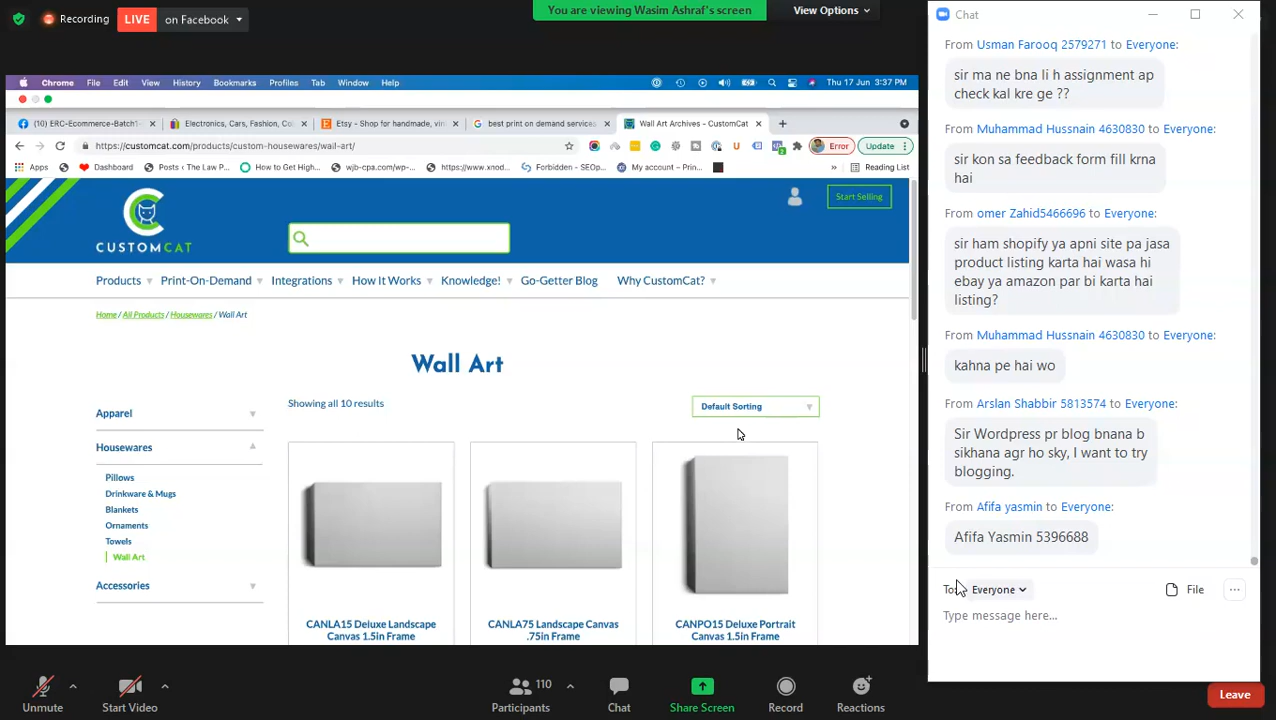 Recording
LIVE on Facebook
You are viewing Wasim Ashraf's screen
View Options
Chrome File Edit View History Bookmarks Profiles Tab Window Help
Thu 17 Jun 3:37 PM
(10) ERC-Ecommerce-Batch1-
Electronics, Cars, Fashion, Co
Etsy - Shop for handmade, vin
best print on demand services
Wall Art Archives - CustomCat
https://customcat.com/products/custom-housewares/wall-art/
Error
Update
Apps
Dashboard
Posts ‹ The Law P...
How to Get High...
wjb-cpa.com/wp-...
https://www.xnod...
Forbidden - SEOp...
My account – Prin...
»
Reading List
CUSTOMCAT
Start Selling
Products
Print-On-Demand
Integrations
How It Works
Knowledge!
Go-Getter Blog
Why CustomCat?
Home / All Products / Housewares / Wall Art
Wall Art
Showing all 10 results
Default Sorting
Apparel
Housewares
Pillows
Drinkware & Mugs
Blankets
Ornaments
Towels
Wall Art
Accessories
CANLA15 Deluxe Landscape
Canvas 1.5in Frame
CANLA75 Landscape Canvas
.75in Frame
CANPO15 Deluxe Portrait
Canvas 1.5in Frame
Chat
From Usman Farooq 2579271 to Everyone:
sir ma ne bna li h assignment ap
check kal kre ge ??
From Muhammad Hussnain 4630830 to Everyone:
sir kon sa feedback form fill krna
hai
From omer Zahid5466696 to Everyone:
sir ham shopify ya apni site pa jasa
product listing karta hai wasa hi
ebay ya amazon par bi karta hai
listing?
From Muhammad Hussnain 4630830 to Everyone:
kahna pe hai wo
From Arslan Shabbir 5813574 to Everyone:
Sir Wordpress pr blog bnana b
sikhana agr ho sky, I want to try
blogging.
From Afifa yasmin to Everyone:
Afifa Yasmin 5396688
To: Everyone
File
Type message here...
Unmute
Start Video
110
Participants
Chat
Share Screen
Record
Reactions
Leave